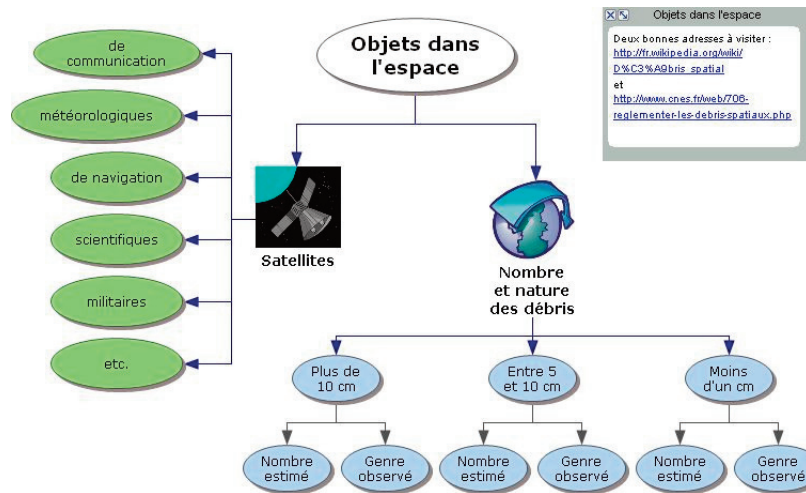 Objets dans
l'espace
Objets dans l'espace
Deux bonnes adresses à visiter :
http://fr.wikipedia.org/wiki/
D%C3%A9bris_spatial
et
http://www.cnes.fr/web/706-
reglementer-les-debris-spatiaux.php
de
communication
météorologiques
de navigation
scientifiques
militaires
etc.
Satellites
Nombre
et nature
des débris
Plus de
10 cm
Entre 5
et 10 cm
Moins
d'un cm
Nombre
estimé
Genre
observé
Nombre
estimé
Genre
observé
Nombre
estimé
Genre
observé